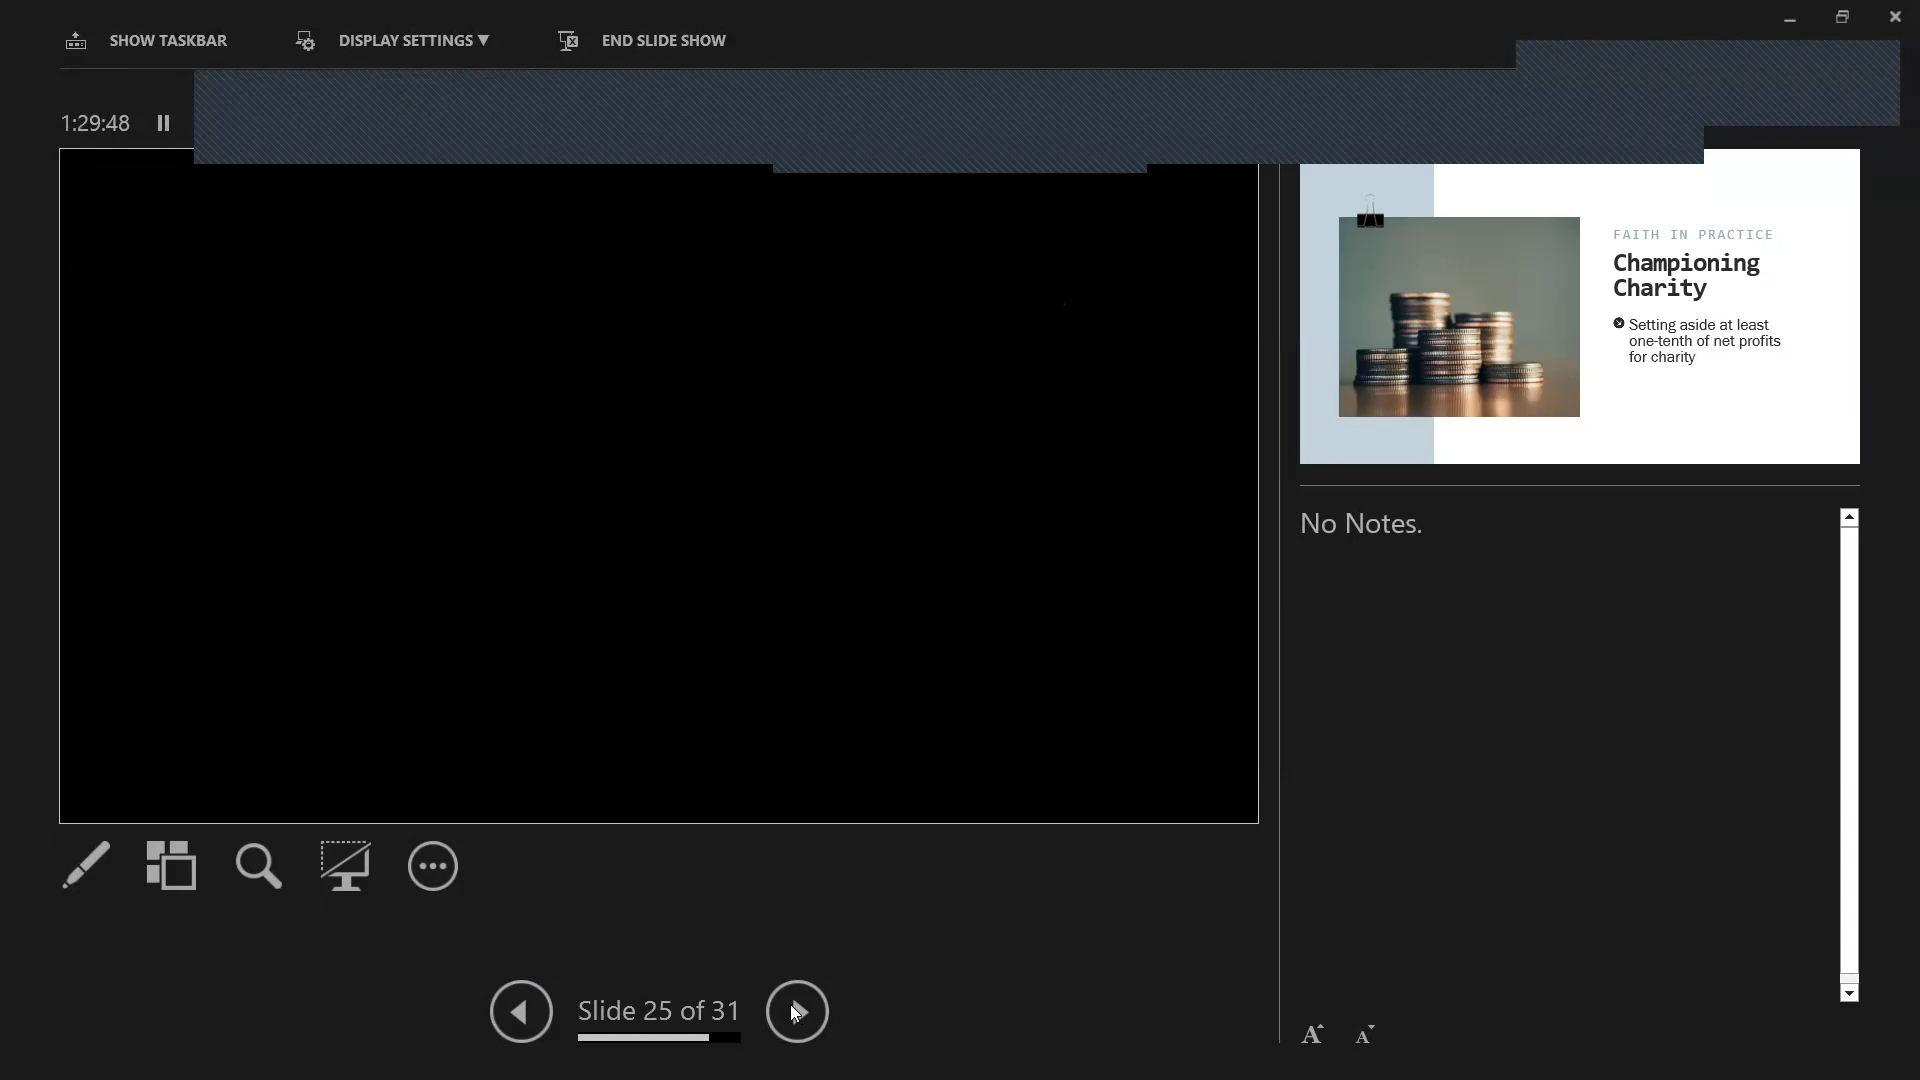 SHOW TASKBAR
DISPLAY SETTINGS ▼
END SLIDE SHOW
1:29:48
FAITH IN PRACTICE
Championing
Charity
Setting aside at least
one-tenth of net profits
for charity
No Notes.
Slide 25 of 31
A A